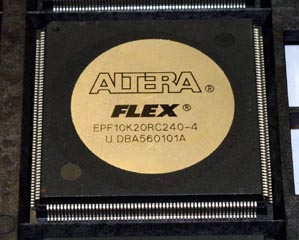 ALTERA®
FLEX®
EPF10K20RC240-4
U DBA560101A